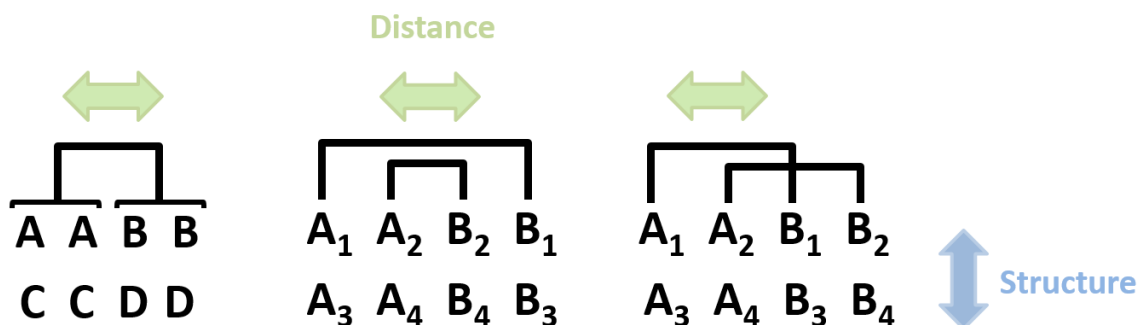 Distance
A A B B A₁ A₂ B₂ B₁ A₁ A₂ B₁ B₂
C C D D A₃ A₄ B₄ B₃ A₃ A₄ B₃ B₄
Structure